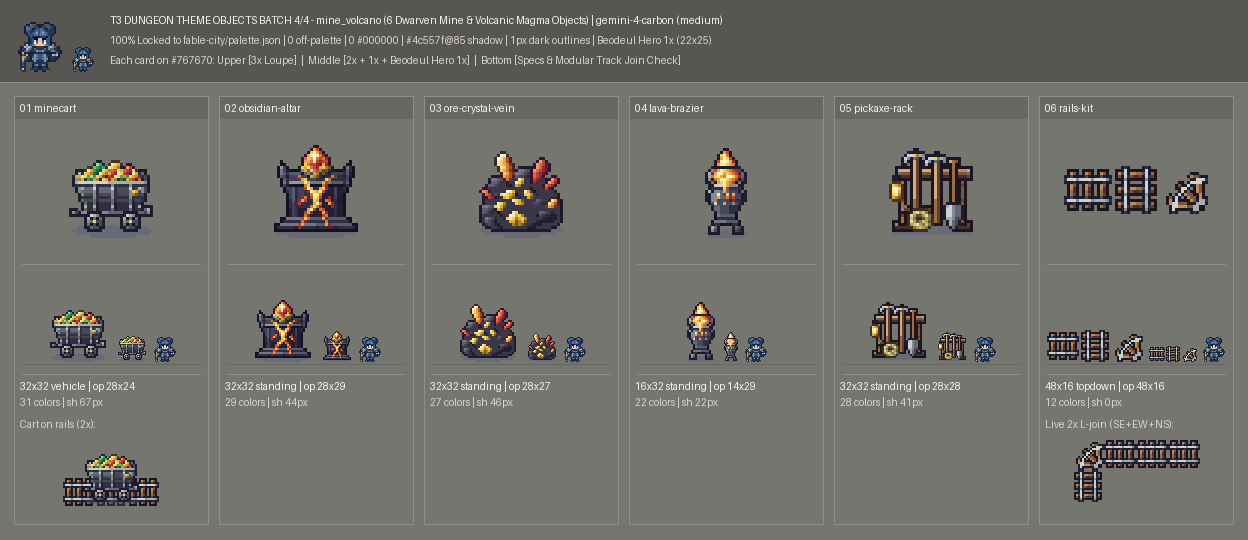 T3 DUNGEON THEME OBJECTS BATCH 4/4 - mine_volcano (6 Dwarven Mine & Volcanic Magma Objects) | gemini-4-carbon (medium)
100% Locked to fable-city/palette.json | 0 off-palette | 0 #000000 | #4c557f@85 shadow | 1px dark outlines | Beodeul Hero 1x (22x25)
Each card on #767670: Upper [3x Loupe] | Middle [2x + 1x + Beodeul Hero 1x] | Bottom [Specs & Modular Track Join Check]
01 minecart
02 obsidian-altar
03 ore-crystal-vein
04 lava-brazier
05 pickaxe-rack
06 rails-kit
32x32 vehicle | op 28x24
31 colors | sh 67px
Cart on rails (2x):
32x32 standing | op 28x29
29 colors | sh 44px
32x32 standing | op 28x27
27 colors | sh 46px
16x32 standing | op 14x29
22 colors | sh 22px
32x32 standing | op 28x28
28 colors | sh 41px
48x16 topdown | op 48x16
12 colors | sh 0px
Live 2x L-join (SE+EW+NS):